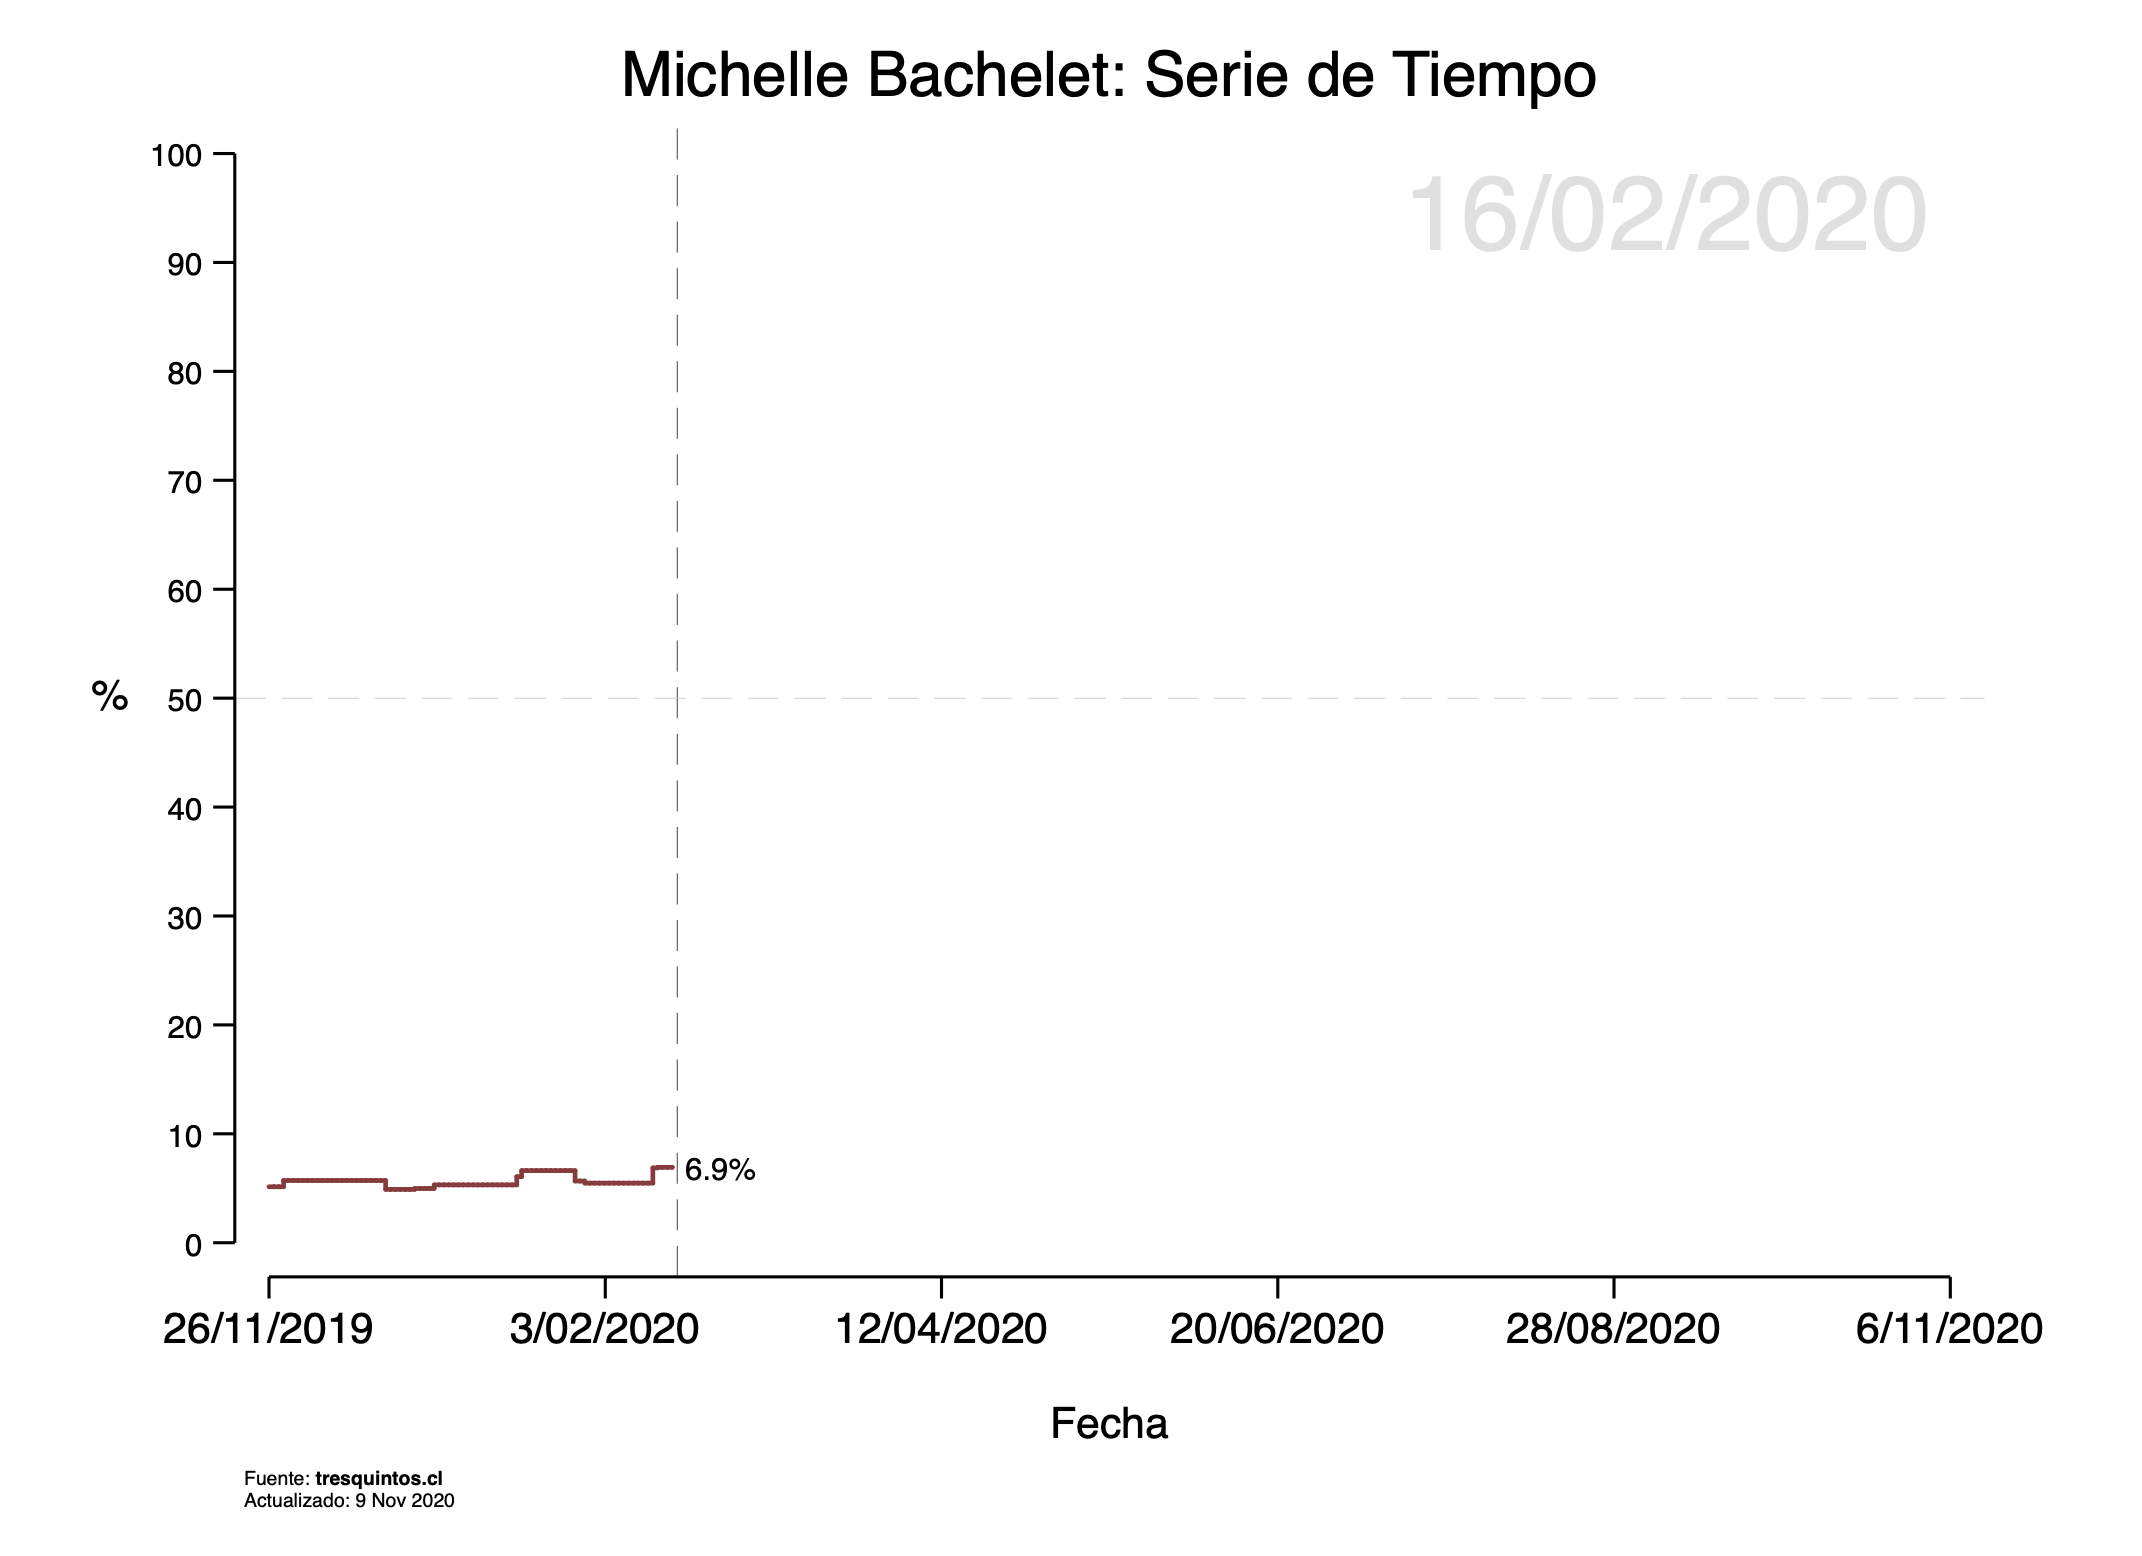 Michelle Bachelet: Serie de Tiempo
16/02/2020
100
90
80
70
60
% 50
40
30
20
10
6.9%
0
26/11/2019 3/02/2020 12/04/2020 20/06/2020 28/08/2020 6/11/2020
Fecha
Fuente: tresquintos.cl
Actualizado: 9 Nov 2020